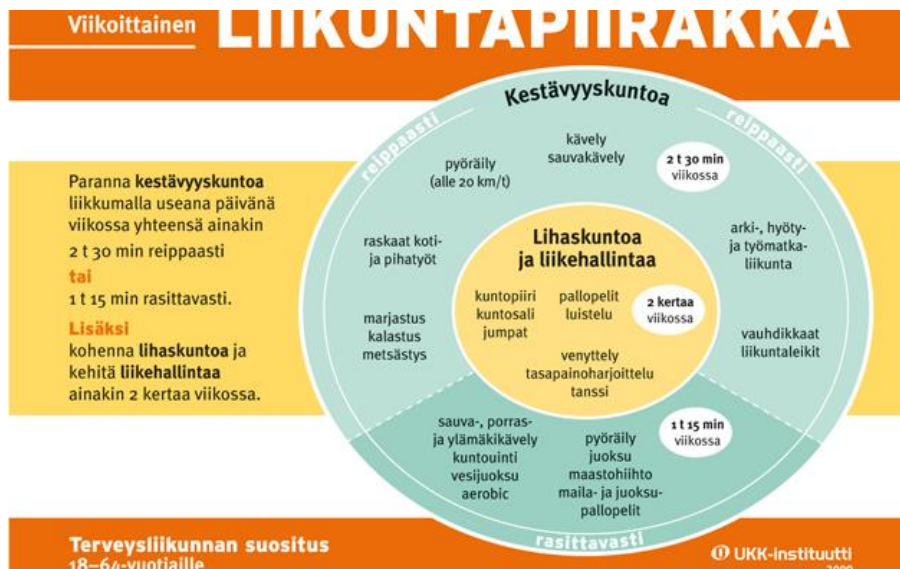 Viikoittainen LIIKUNTAPIIRAKKA
Paranna kestävyyskuntoa
liikkumalla useana päivänä
viikossa yhteensä ainakin
2 t 30 min reippaasti
tai
1 t 15 min rasittavasti.
Lisäksi
kohenna lihaskuntoa ja
kehitä liikehallintaa
ainakin 2 kertaa viikossa.
Kestävyyskuntoa
reippaasti
reippaasti
kävely
sauvakävely
2 t 30 min
viikossa
pyöräily
(alle 20 km/t)
raskaat koti-
ja pihatyöt
marjastus
kalastus
metsästys
arki-, hyöty-
ja työmatka-
liikunta
vauhdikkaat
liikuntaleikit
Lihaskuntoa
ja liikehallintaa
kuntopiiri
kuntosali
jumpat
pallopelit
luistelu
2 kertaa
viikossa
venyttely
tasapainoharjoittelu
tanssi
sauva-, porras-
ja ylämäkikävely
kuntouinti
vesijuoksu
aerobic
pyöräily
juoksu
maastohiihto
maila- ja juoksu-
pallopelit
1 t 15 min
viikossa
rasittavasti
Terveysliikunnan suositus
18–64-vuotiaille
UKK-instituutti
2009